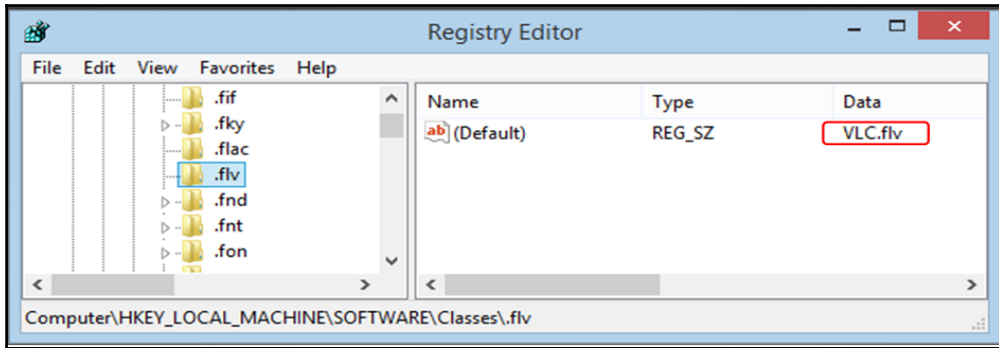 Registry Editor
File Edit View Favorites Help
.fif
.fky
.flac
.flv
.fnd
.fnt
.fon
Name Type Data
ab (Default) REG_SZ VLC.flv
Computer\HKEY_LOCAL_MACHINE\SOFTWARE\Classes\.flv